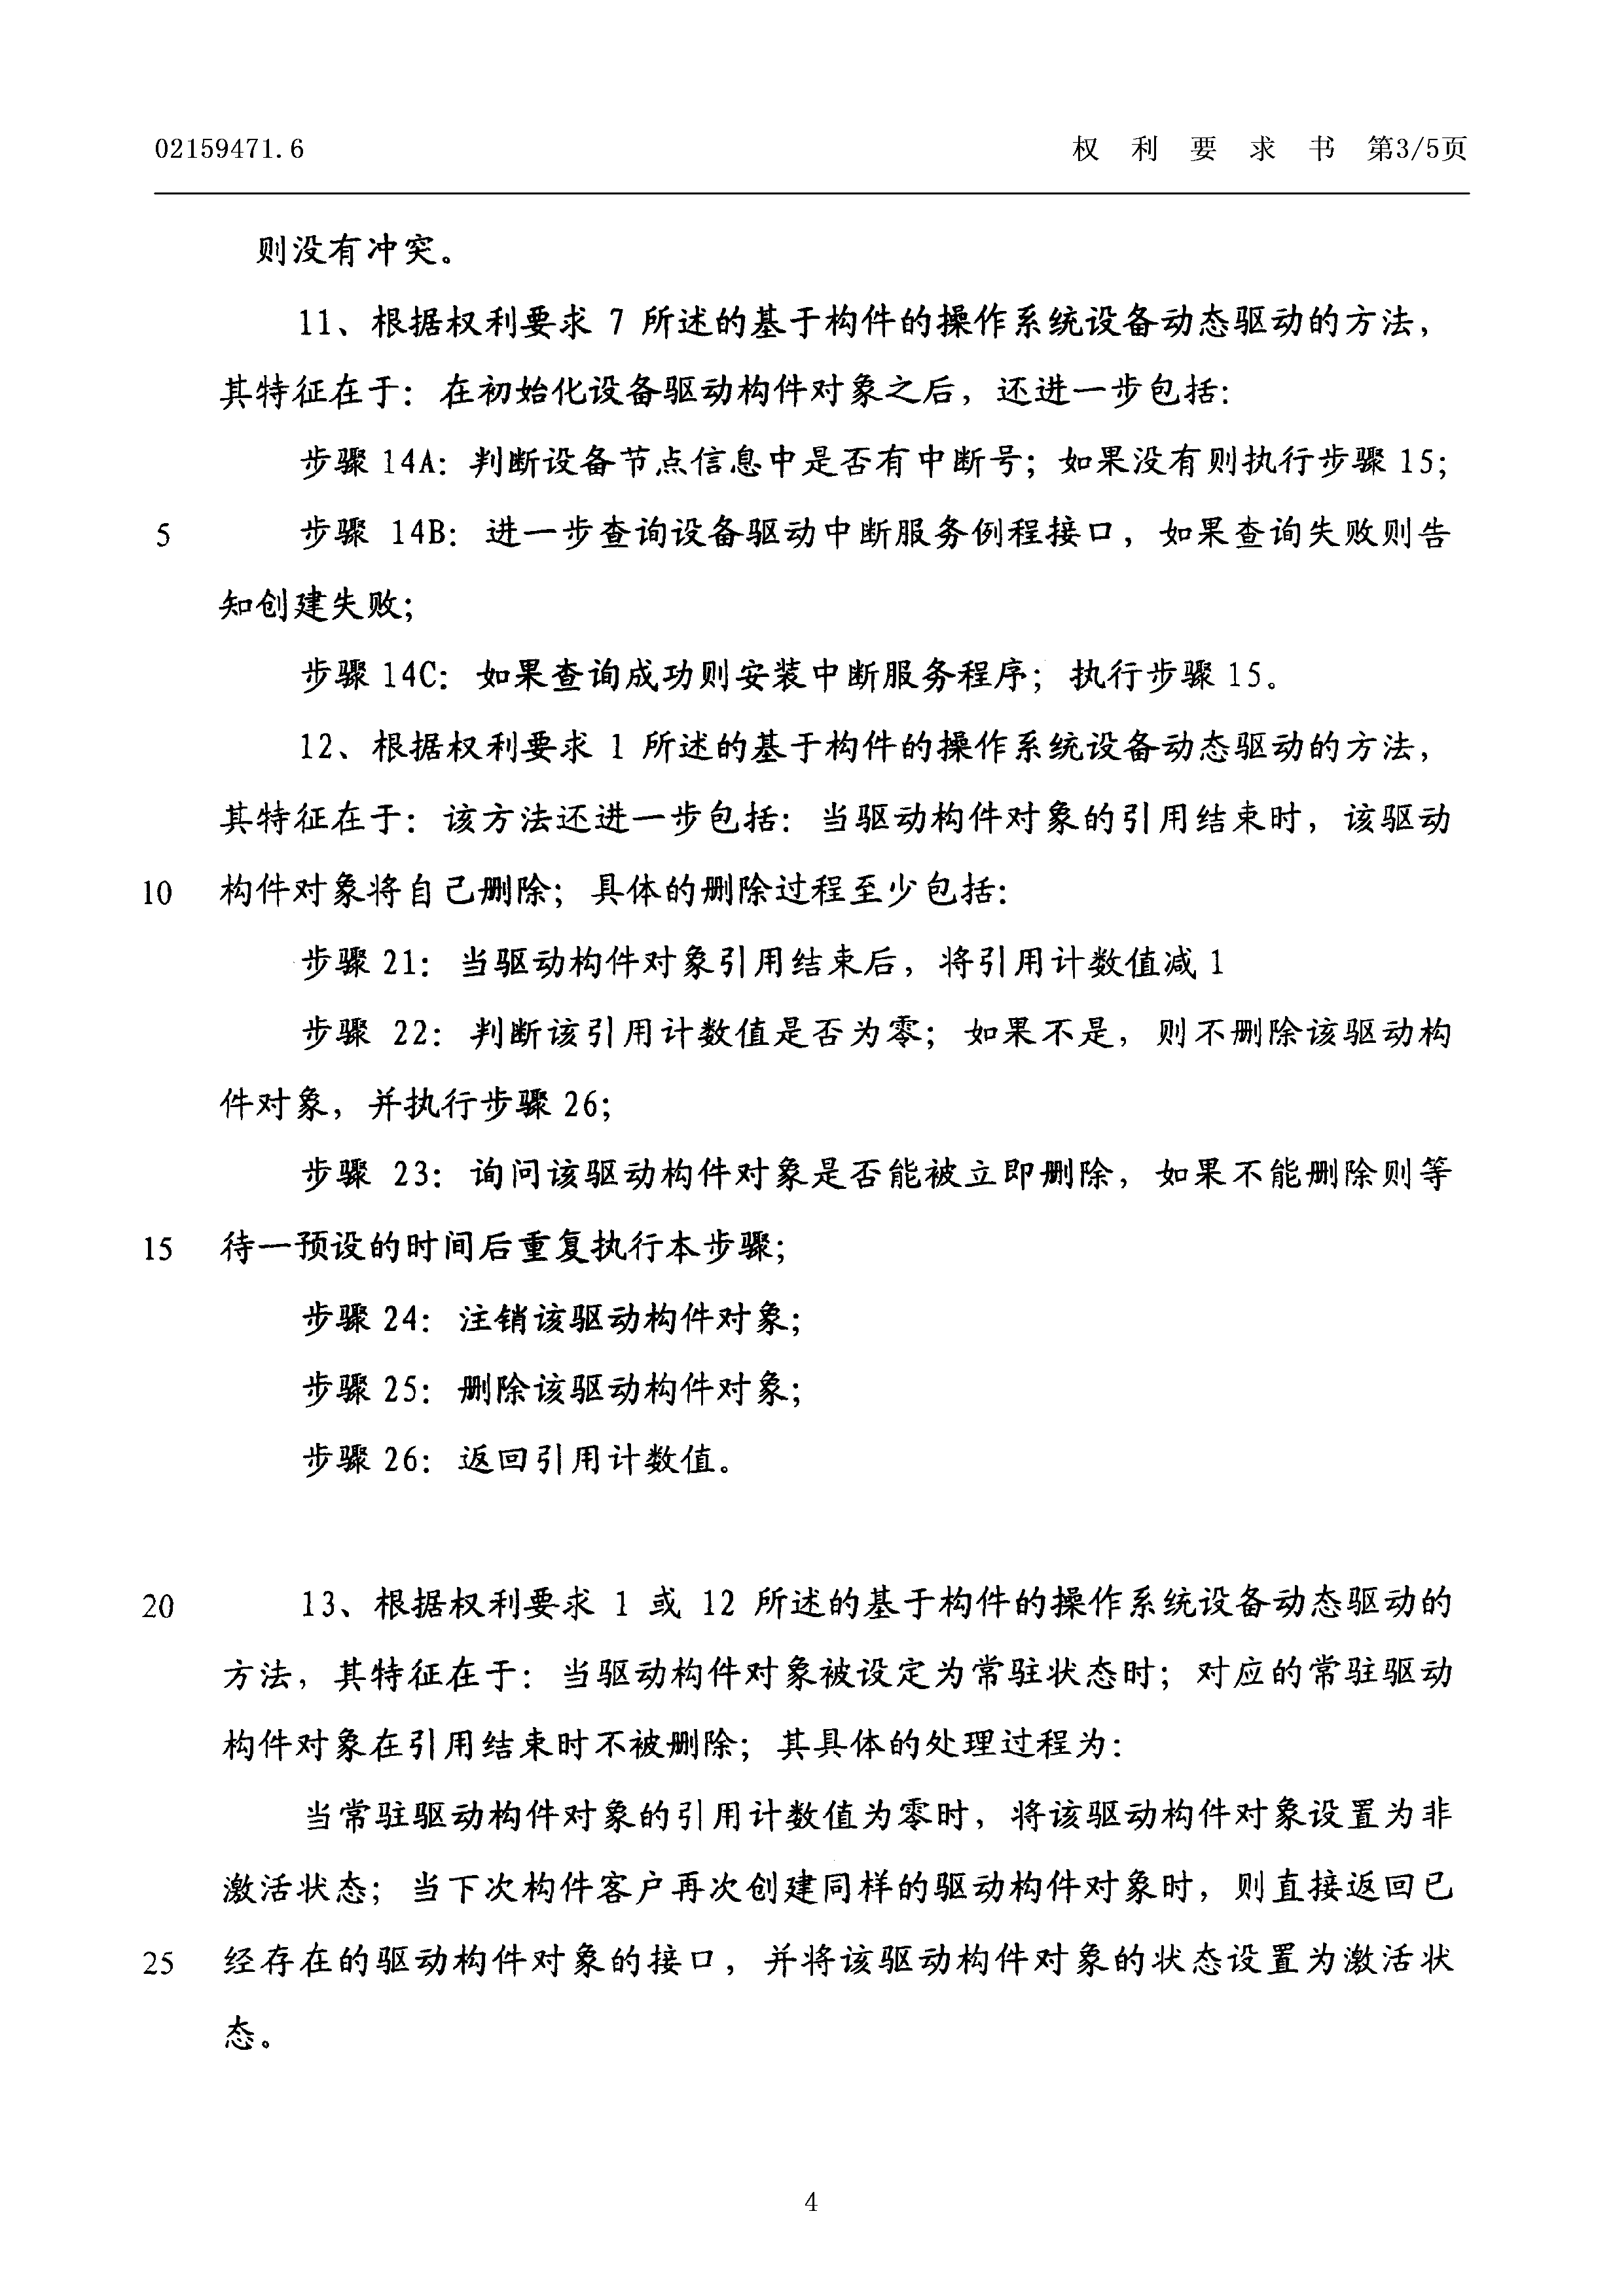 02159471.6 权利要求书 第3/5页
则没有冲突。
11、根据权利要求 7 所述的基于构件的操作系统设备动态驱动的方法，
其特征在于：在初始化设备驱动构件对象之后，还进一步包括：
步骤 14A：判断设备节点信息中是否有中断号；如果没有则执行步骤 15；
5 步骤 14B：进一步查询设备驱动中断服务例程接口，如果查询失败则告
知创建失败；
步骤 14C：如果查询成功则安装中断服务程序；执行步骤 15。
12、根据权利要求 1 所述的基于构件的操作系统设备动态驱动的方法，
其特征在于：该方法还进一步包括：当驱动构件对象的引用结束时，该驱动
10 构件对象将自己删除；具体的删除过程至少包括：
步骤 21：当驱动构件对象引用结束后，将引用计数值减 1
步骤 22：判断该引用计数值是否为零；如果不是，则不删除该驱动构
件对象，并执行步骤 26；
步骤 23：询问该驱动构件对象是否能被立即删除，如果不能删除则等
15 待一预设的时间后重复执行本步骤；
步骤 24：注销该驱动构件对象；
步骤 25：删除该驱动构件对象；
步骤 26：返回引用计数值。
20 13、根据权利要求 1 或 12 所述的基于构件的操作系统设备动态驱动的
方法，其特征在于：当驱动构件对象被设定为常驻状态时；对应的常驻驱动
构件对象在引用结束时不被删除；其具体的处理过程为：
当常驻驱动构件对象的引用计数值为零时，将该驱动构件对象设置为非
激活状态；当下次构件客户再次创建同样的驱动构件对象时，则直接返回已
25 经存在的驱动构件对象的接口，并将该驱动构件对象的状态设置为激活状
态。
4